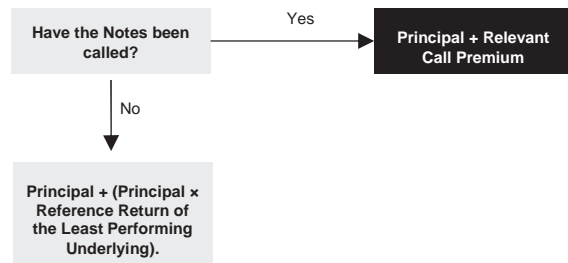 Have the Notes been
called?
Yes
Principal + Relevant
Call Premium
No
Principal + (Principal ×
Reference Return of
the Least Performing
Underlying).